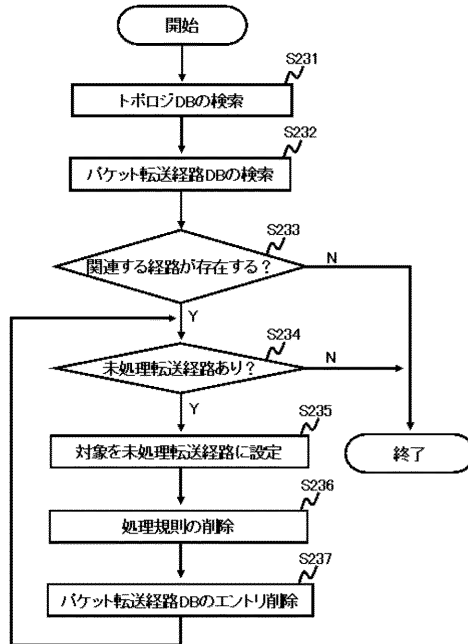 開始
S231
トポロジDBの検索
S232
パケット転送経路DBの検索
S233
関連する経路が存在する？
N
Y
S234
未処理転送経路あり？
N
Y
S235
対象を未処理転送経路に設定
終了
S236
処理規則の削除
S237
パケット転送経路DBのエントリ削除